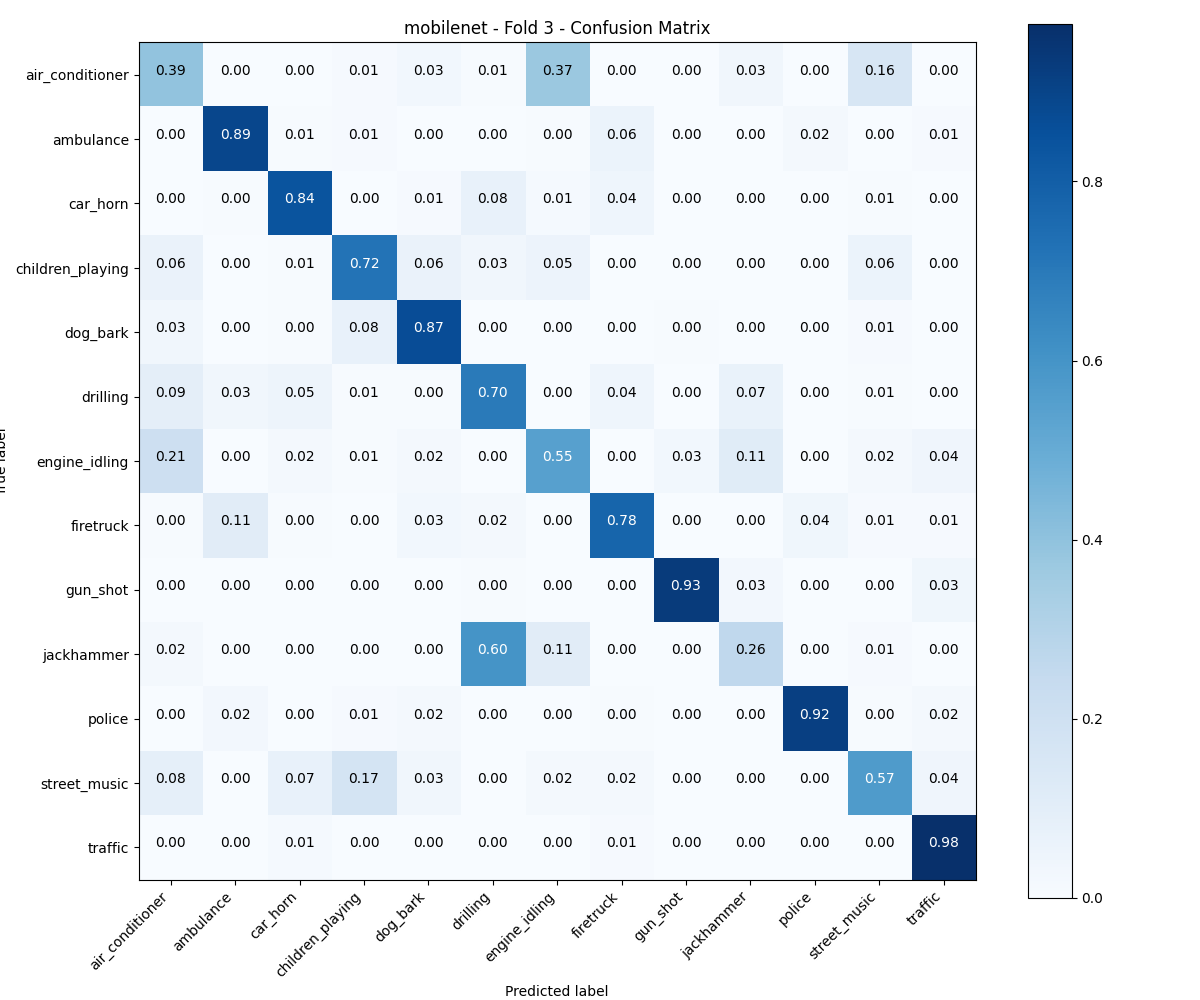 mobilenet - Fold 3 - Confusion Matrix
air_conditioner 0.39 0.00 0.00 0.01 0.03 0.01 0.37 0.00 0.00 0.03 0.00 0.16 0.00
ambulance 0.00 0.89 0.01 0.01 0.00 0.00 0.00 0.06 0.00 0.00 0.02 0.00 0.01
car_horn 0.00 0.00 0.84 0.00 0.01 0.08 0.01 0.04 0.00 0.00 0.00 0.01 0.00
children_playing 0.06 0.00 0.01 0.72 0.06 0.03 0.05 0.00 0.00 0.00 0.00 0.06 0.00
dog_bark 0.03 0.00 0.00 0.08 0.87 0.00 0.00 0.00 0.00 0.00 0.00 0.01 0.00
drilling 0.09 0.03 0.05 0.01 0.00 0.70 0.00 0.04 0.00 0.07 0.00 0.01 0.00
engine_idling 0.21 0.00 0.02 0.01 0.02 0.00 0.55 0.00 0.03 0.11 0.00 0.02 0.04
firetruck 0.00 0.11 0.00 0.00 0.03 0.02 0.00 0.78 0.00 0.00 0.04 0.01 0.01
gun_shot 0.00 0.00 0.00 0.00 0.00 0.00 0.00 0.00 0.93 0.03 0.00 0.00 0.03
jackhammer 0.02 0.00 0.00 0.00 0.00 0.60 0.11 0.00 0.00 0.26 0.00 0.01 0.00
police 0.00 0.02 0.00 0.01 0.02 0.00 0.00 0.00 0.00 0.00 0.92 0.00 0.02
street_music 0.08 0.00 0.07 0.17 0.03 0.00 0.02 0.02 0.00 0.00 0.00 0.57 0.04
traffic 0.00 0.00 0.01 0.00 0.00 0.00 0.00 0.01 0.00 0.00 0.00 0.00 0.98
air_conditioner ambulance car_horn children_playing dog_bark drilling engine_idling firetruck gun_shot jackhammer police street_music traffic
Predicted label
0.8
0.6
0.4
0.2
0.0